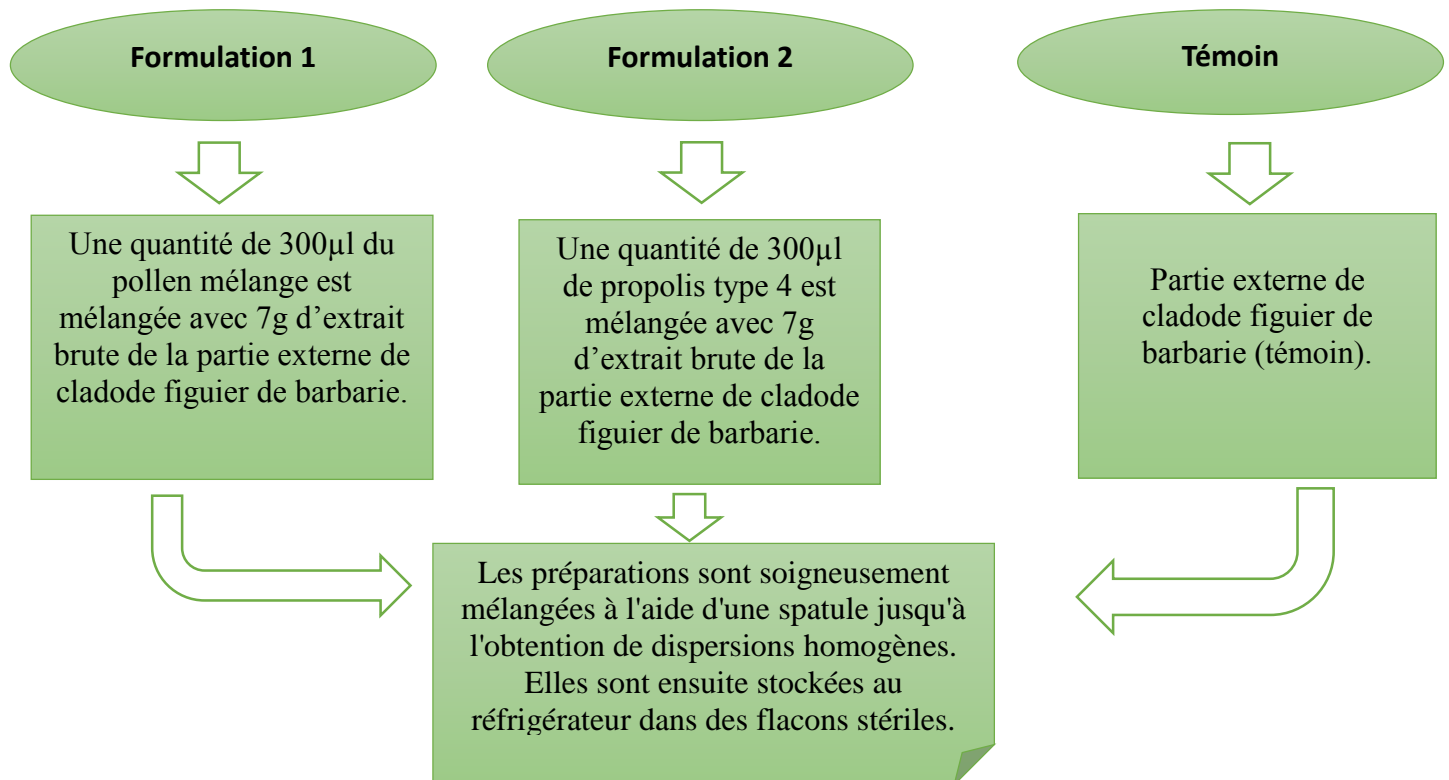 Formulation 1
Formulation 2
Témoin
Une quantité de 300µl du
pollen mélange est
mélangée avec 7g d’extrait
brute de la partie externe de
cladode figuier de barbarie.
Une quantité de 300µl
de propolis type 4 est
mélangée avec 7g
d’extrait brute de la
partie externe de cladode
figuier de barbarie.
Partie externe de
cladode figuier de
barbarie (témoin).
Les préparations sont soigneusement
mélangées à l'aide d'une spatule jusqu'à
l'obtention de dispersions homogènes.
Elles sont ensuite stockées au
réfrigérateur dans des flacons stériles.